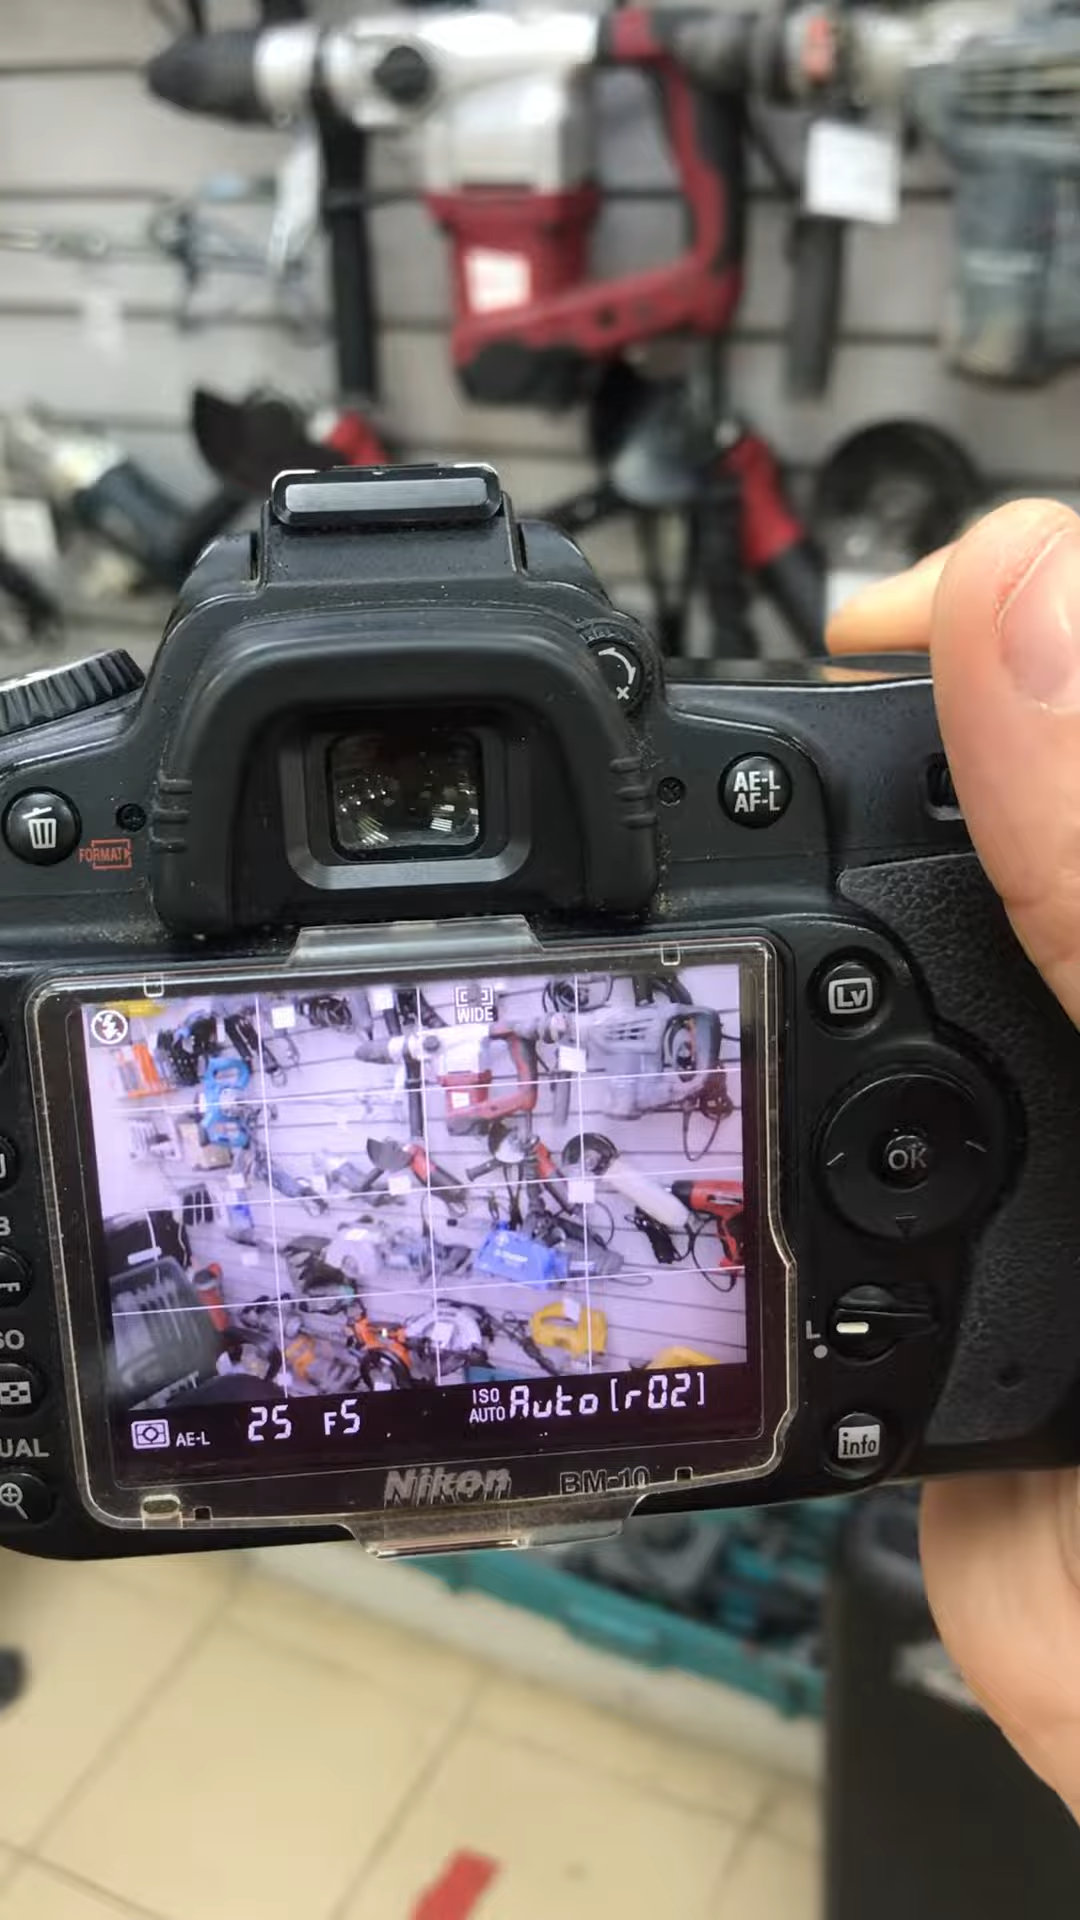 AE-L
AF-L
FORMAT
Lv
WIDE
OK
L
25 F5
ISO
AUTO
Auto [r02]
AE-L
UAL
info
Nikon BM-10